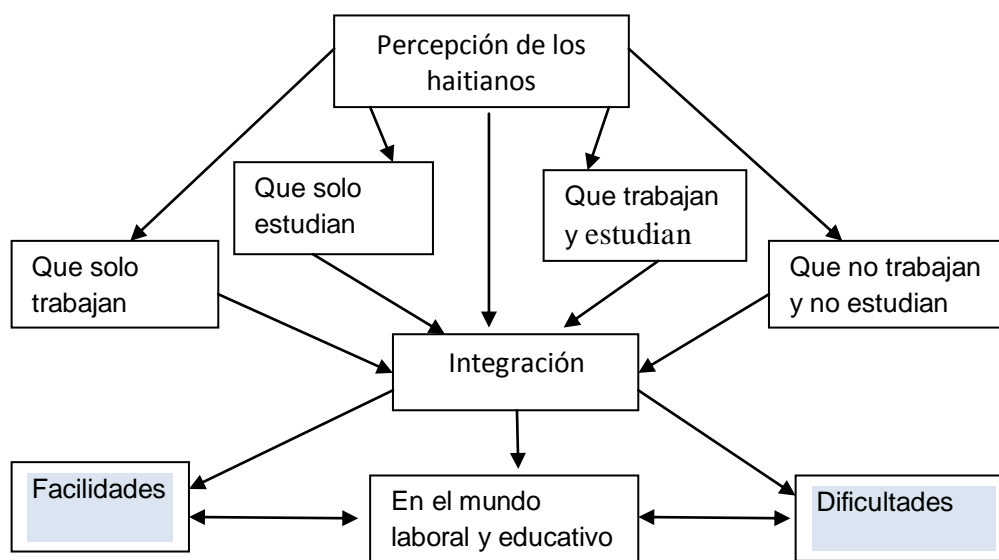 Percepción de los
haitianos
Que solo
estudian
Que trabajan
y estudian
Que solo
trabajan
Que no trabajan
y no estudian
Integración
Facilidades
En el mundo
laboral y educativo
Dificultades